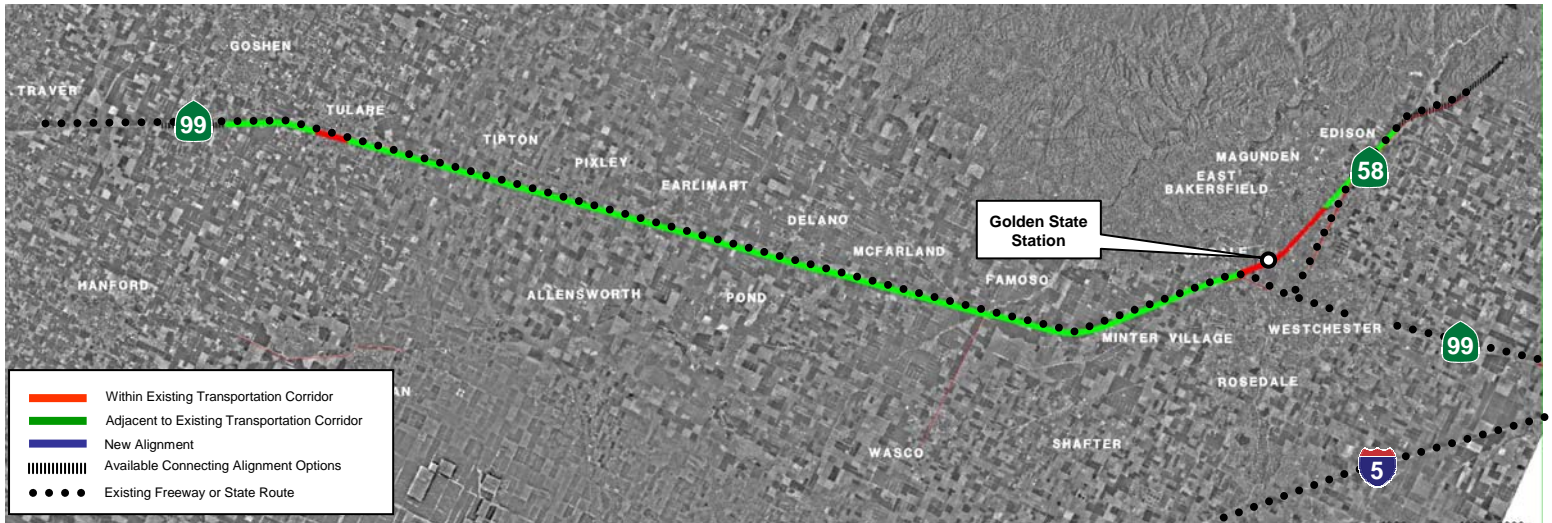 GOSHEN
TRAVER
99
TULARE
TIPTON
PIXLEY
EARLIMART
DELANO
MCFARLAND
FAMOSO
Golden State
Station
EDISON
MAGUNDEN
58
EAST
BAKERSFIELD
HANFORD
ALLENSWORTH
POND
MINTER VILLAGE
WESTCHESTER
99
ROSEDALE
WASCO
SHAFTER
5
Within Existing Transportation Corridor
Adjacent to Existing Transportation Corridor
New Alignment
Available Connecting Alignment Options
Existing Freeway or State Route